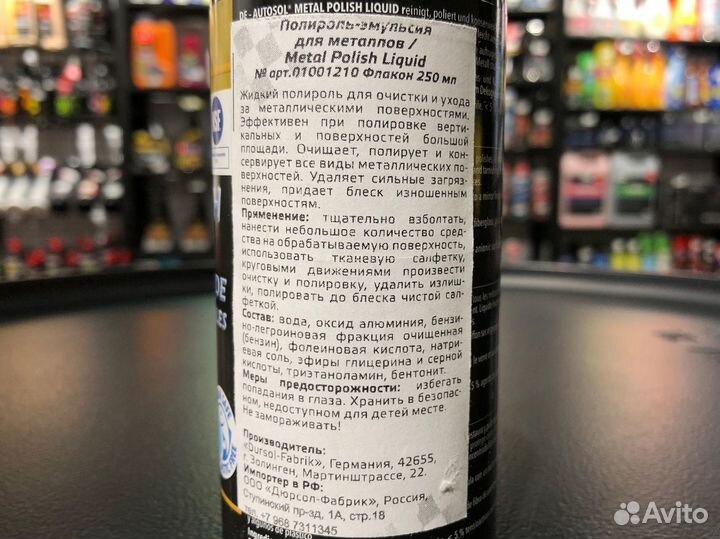 DE - AUTOSOL® METAL POLISH LIQUID reinigt, poliert und konserviert
Полироль-эмульсия
для металлов /
Metal Polish Liquid
№ арт.01001210 Флакон 250 мл
Жидкий полироль для очистки и ухода
за металлическими поверхностями.
Эффективен при полировке верти-
кальных и поверхностей большой
площади. Очищает, полирует и кон-
сервирует все виды металлических по-
верхностей. Удаляет сильные загряз-
нения, придает блеск изношенным
поверхностям.
Применение: тщательно взболтать,
нанести небольшое количество сред-
ства на обрабатываемую поверхность,
использовать тканевую салфетку,
круговыми движениями произвести
очистку и полировку, удалить излиш-
ки, полировать до блеска чистой сал-
феткой.
Состав: вода, оксид алюминия, бензи-
но-легроиновая фракция очищенная
(бензин), фолеиновая кислота, натри-
евая соль, эфиры глицерина и серной
кислоты, триэтаноламин, бентонит.
Меры предосторожности: избегать
попадания в глаза. Хранить в безопас-
ном, недоступном для детей месте.
Не замораживать!
Производитель:
«Dursol-Fabrik», Германия, 42655,
г. Золинген, Мартинштрассе, 22.
Импортер в РФ:
ООО «Дюрсол-Фабрик», Россия,
Ступинский пр-зд, 1А, стр.18
тел. +7 968 7311345
Avito